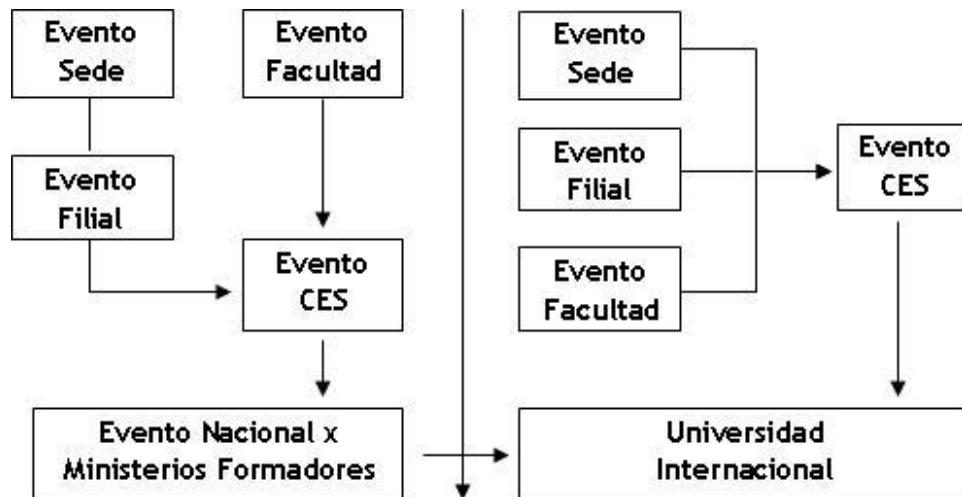 Evento
Sede
Evento
Facultad
Evento
Filial
Evento
CES
Evento Nacional x
Ministerios Formadores
Evento
Sede
Evento
Filial
Evento
Facultad
Evento
CES
Universidad
Internacional